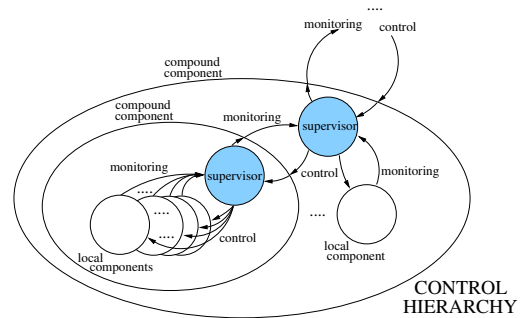 ....
monitoring
control
compound
component
compound
component
monitoring
supervisor
monitoring
supervisor
control
monitoring
....
....
....
....
control
local
components
local
component
CONTROL
HIERARCHY